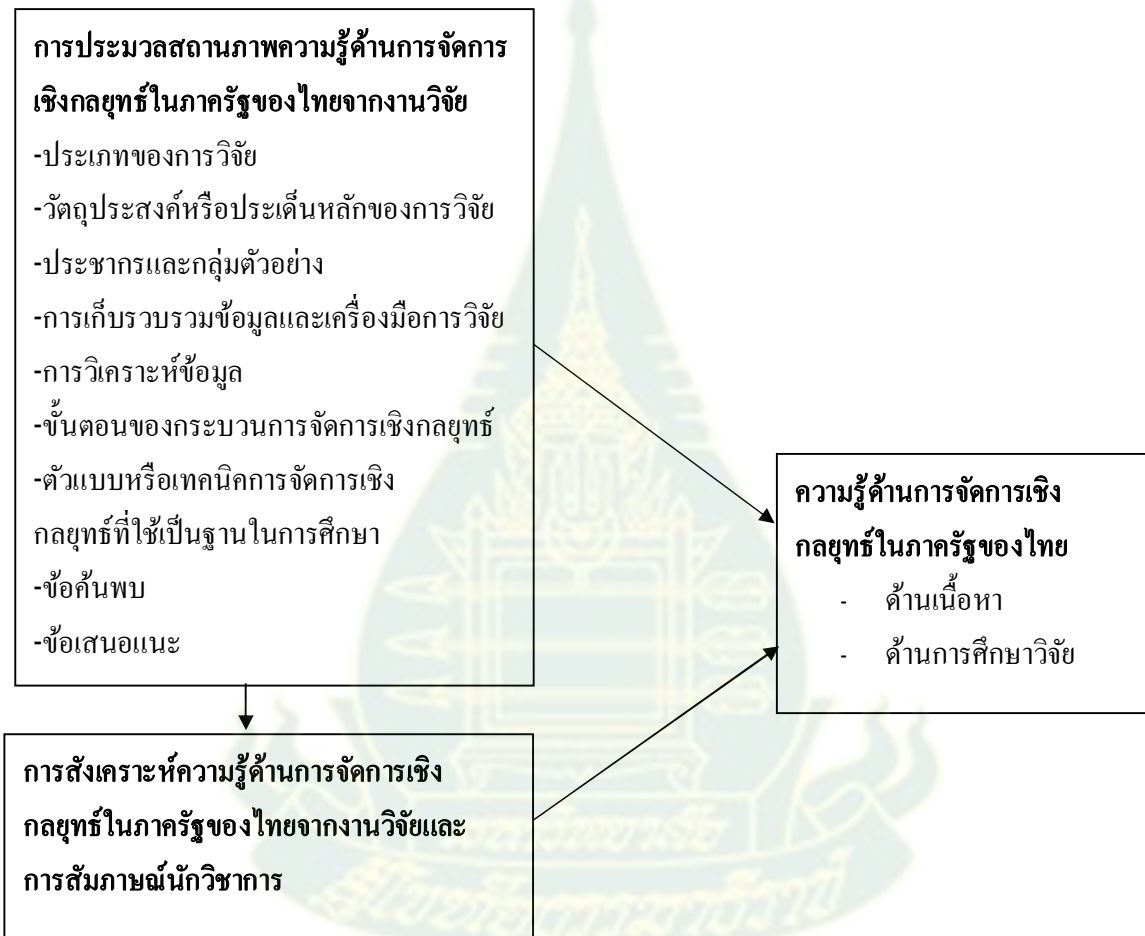 การประมวลสถานภาพความรู้ด้านการจัดการ
เชิงกลยุทธ์ในภาครัฐของไทยจากงานวิจัย
-ประเภทของการวิจัย
-วัตถุประสงค์หรือประเด็นหลักของการวิจัย
-ประชากรและกลุ่มตัวอย่าง
-การเก็บรวบรวมข้อมูลและเครื่องมือการวิจัย
-การวิเคราะห์ข้อมูล
-ขั้นตอนของกระบวนการจัดการเชิงกลยุทธ์
-ตัวแบบหรือเทคนิคการจัดการเชิง
กลยุทธ์ที่ใช้เป็นฐานในการศึกษา
-ข้อค้นพบ
-ข้อเสนอแนะ
การสังเคราะห์ความรู้ด้านการจัดการเชิง
กลยุทธ์ในภาครัฐของไทยจากงานวิจัยและ
การสัมภาษณ์นักวิชาการ
ความรู้ด้านการจัดการเชิง
กลยุทธ์ในภาครัฐของไทย
- ด้านเนื้อหา
- ด้านการศึกษาวิจัย